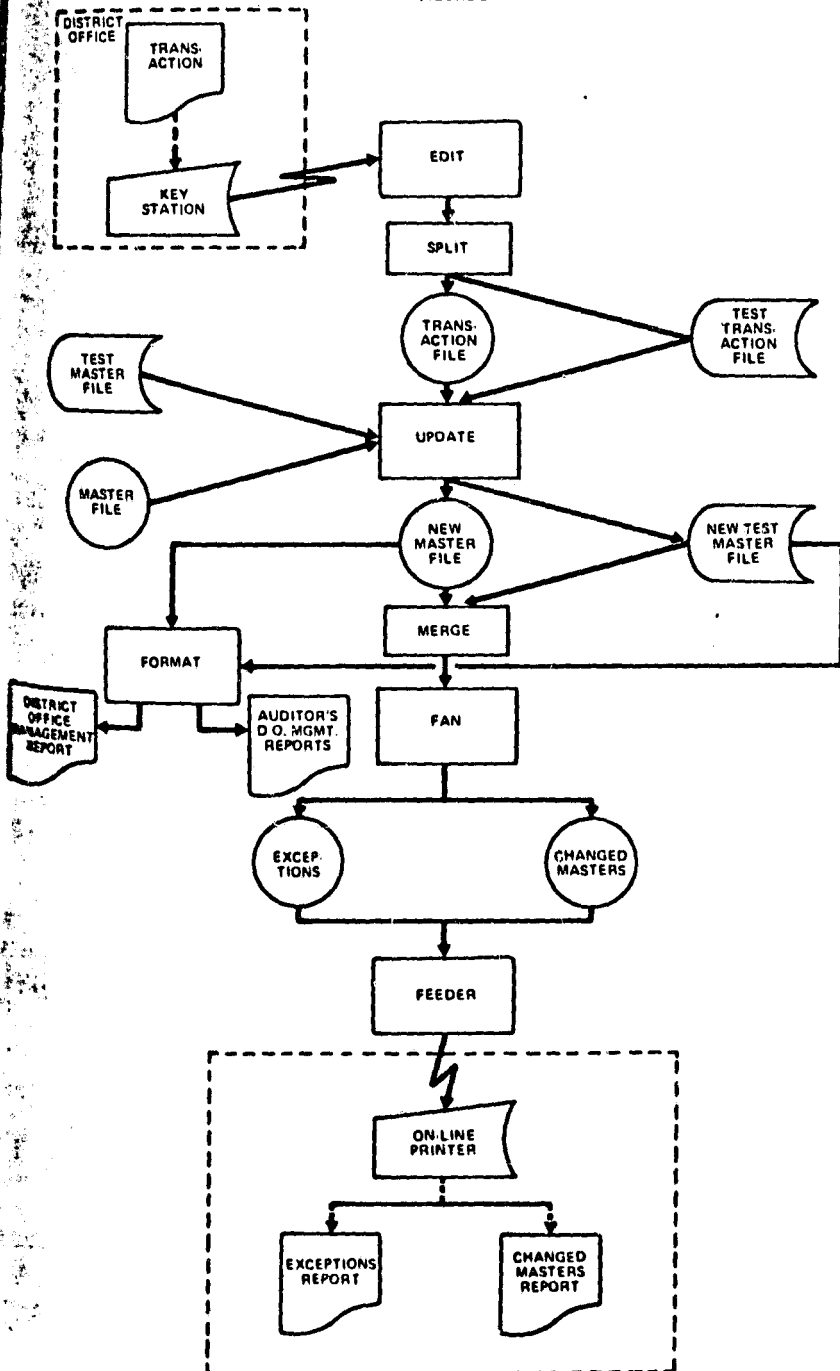 DISTRICT
OFFICE
TRANS-
ACTION
KEY
STATION
EDIT
SPLIT
TRANS-
ACTION
FILE
TEST
TRANS-
ACTION
FILE
TEST
MASTER
FILE
UPDATE
MASTER
FILE
NEW
MASTER
FILE
NEW TEST
MASTER
FILE
MERGE
FORMAT
DISTRICT
OFFICE
MANAGEMENT
REPORT
AUDITOR'S
D.O. MGMT.
REPORTS
FAN
EXCEP-
TIONS
CHANGED
MASTERS
FEEDER
ON-LINE
PRINTER
EXCEPTIONS
REPORT
CHANGED
MASTERS
REPORT